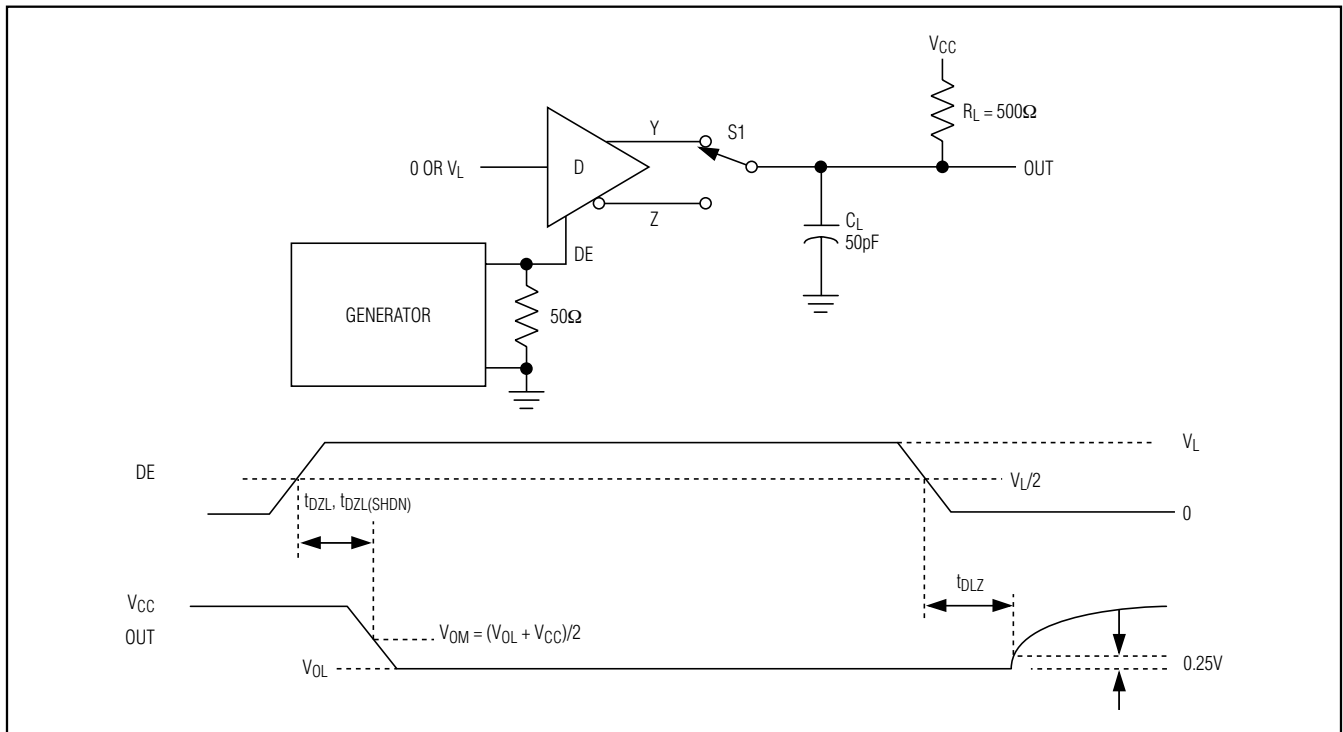 VCC
RL = 500Ω
Y
S1
0 OR VL
D
OUT
Z
CL
50pF
DE
GENERATOR
50Ω
VL
DE
VL/2
tDZL, tDZL(SHDN)
0
tDLZ
VCC
OUT
VOM = (VOL + VCC)/2
VOL
0.25V